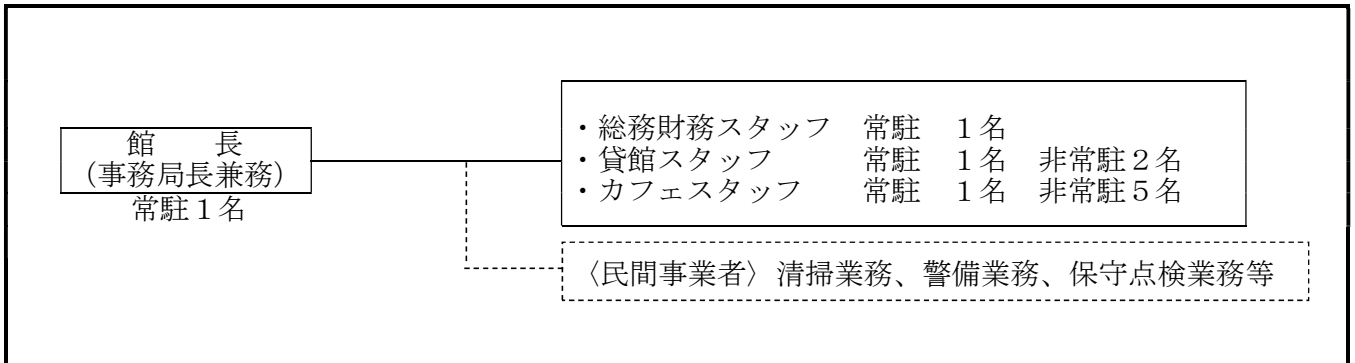 館　　長
（事務局長兼務）
常駐１名
・総務財務スタッフ　常駐　１名
・貸館スタッフ　　　常駐　１名　非常駐２名
・カフェスタッフ　　常駐　１名　非常駐５名
〈民間事業者〉清掃業務、警備業務、保守点検業務等